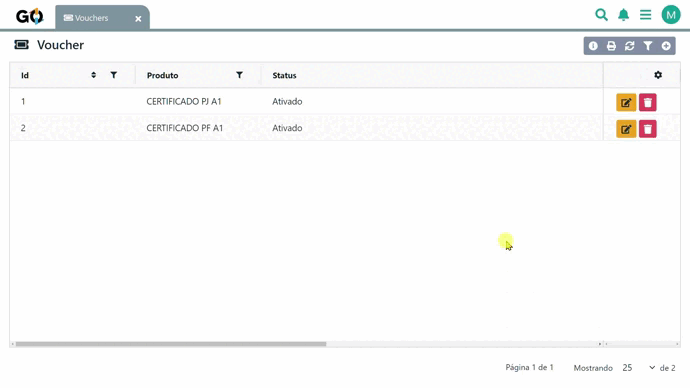 GO Vouchers M
Voucher
Id Produto Status
1 CERTIFICADO PJ A1 Ativado
2 CERTIFICADO PF A1 Ativado
Página 1 de 1 Mostrando 25 de 2